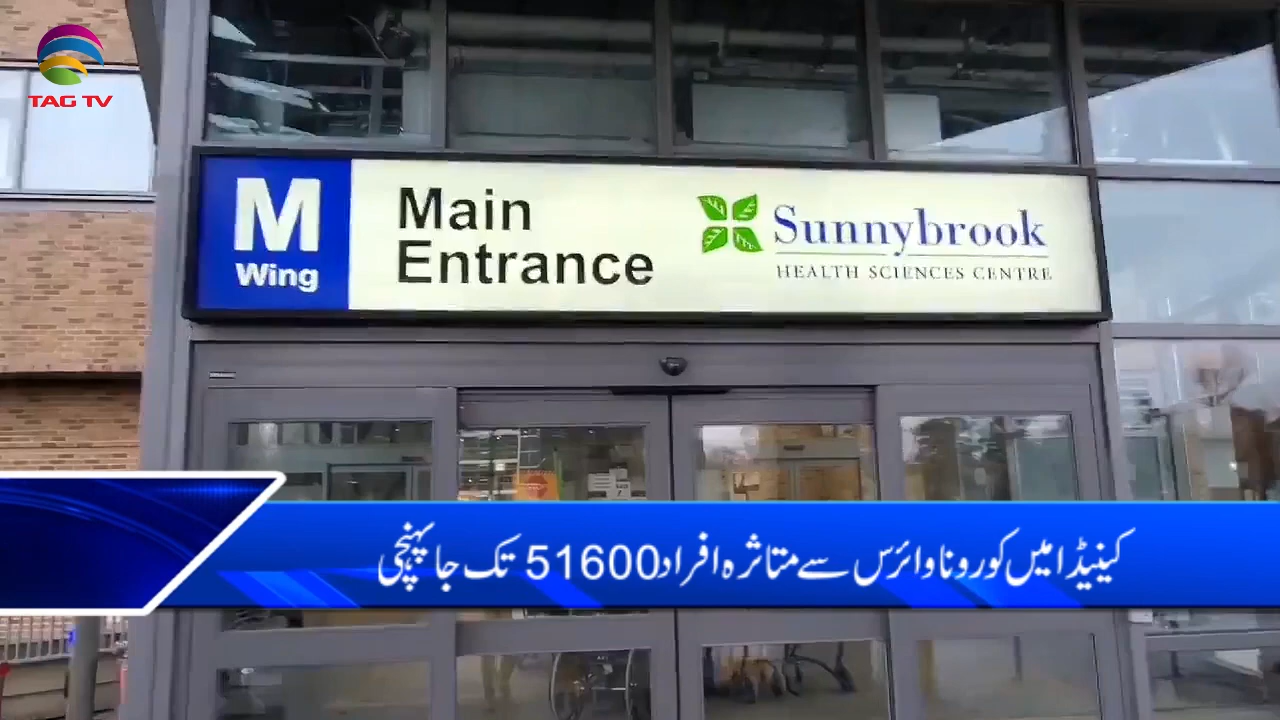 TAG TV
M
Wing
Main
Entrance
Sunnybrook
HEALTH SCIENCES CENTRE
کینیڈا میں کورونا وائرس سے متاثرہ افراد 51600 تک جا پہنچی